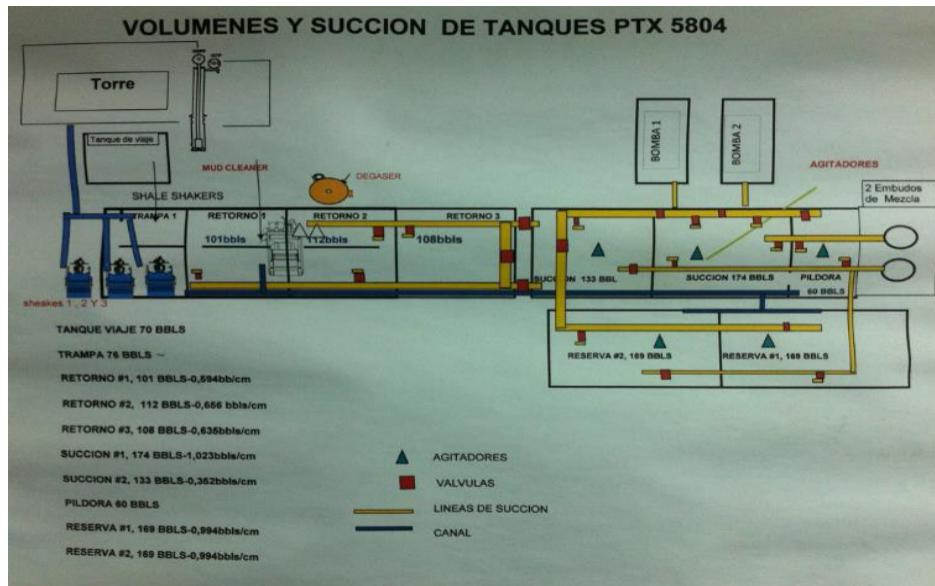 VOLUMENES Y SUCCION DE TANQUES PTX 5804
Torre
Tanque de viaje
MUD CLEANER
DEGASER
BOMBA 1
BOMBA 2
AGITADORES
2 Embudos
de Mezcla
SHALE SHAKERS
TRAMPA 1
RETORNO 1
RETORNO 2
RETORNO 3
101bbls
112bbls
108bbls
SUCCION 133 BBL
SUCCION 174 BBLS
PILDORA
60 BBLS
sheakes 1 , 2 Y 3
RESERVA #2, 169 BBLS
RESERVA #1, 169 BBLS
TANQUE VIAJE 70 BBLS
TRAMPA 76 BBLS ~
RETORNO #1, 101 BBLS-0,594bb/cm
RETORNO #2, 112 BBLS-0,656 bbls/cm
RETORNO #3, 108 BBLS-0,635bbls/cm
SUCCION #1, 174 BBLS-1,023bbls/cm
SUCCION #2, 133 BBLS-0,352bbls/cm
PILDORA 60 BBLS
RESERVA #1, 169 BBLS-0,994bbls/cm
RESERVA #2, 169 BBLS-0,994bbls/cm
AGITADORES
VALVULAS
LINEAS DE SUCCION
CANAL